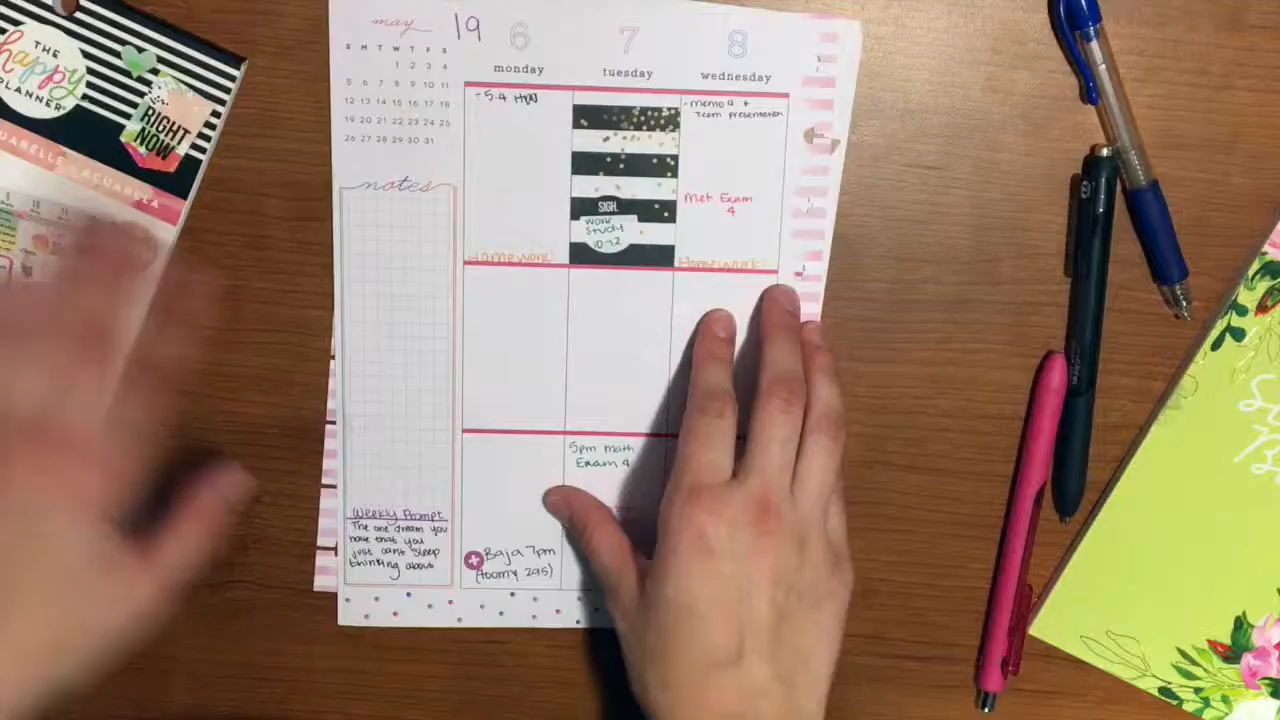 THE
happy
PLANNER
RIGHT
NOW
may
19
S M T W T F S
1 2 3 4
5 6 7 8 9 10 11
12 13 14 15 16 17 18
19 20 21 22 23 24 25
26 27 28 29 30 31
6
7
8
monday
tuesday
wednesday
- 5.4 HW
SIGH.
work
study
10-12
- memo 4 +
Team presentation
Met Exam
4
Homework
Homework
notes
5pm math
Exam 4
Weekly Prompt
The one dream you
have that you
just can't sleep
thinking about
Baja 7pm
(toomy 295)